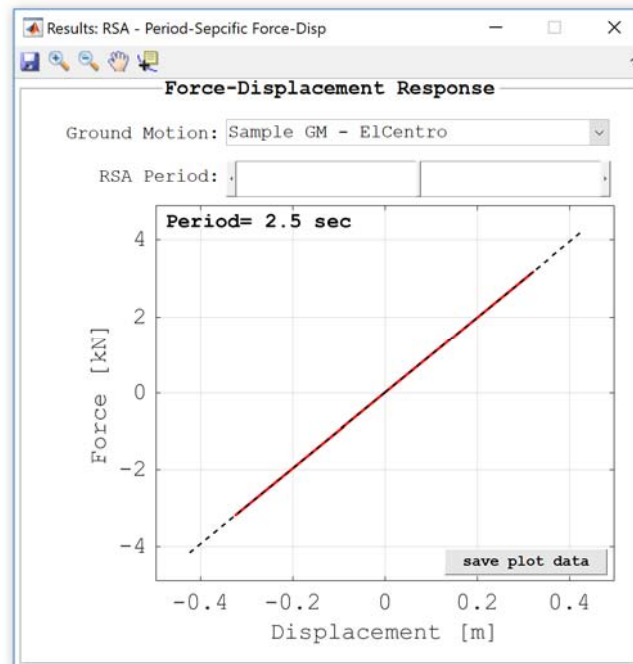 Results: RSA - Period-Sepcific Force-Disp
Force-Displacement Response
Ground Motion: Sample GM - ElCentro
RSA Period:
Period= 2.5 sec
4
2
0
-2
-4
Force [kN]
save plot data
-0.4 -0.2 0 0.2 0.4
Displacement [m]